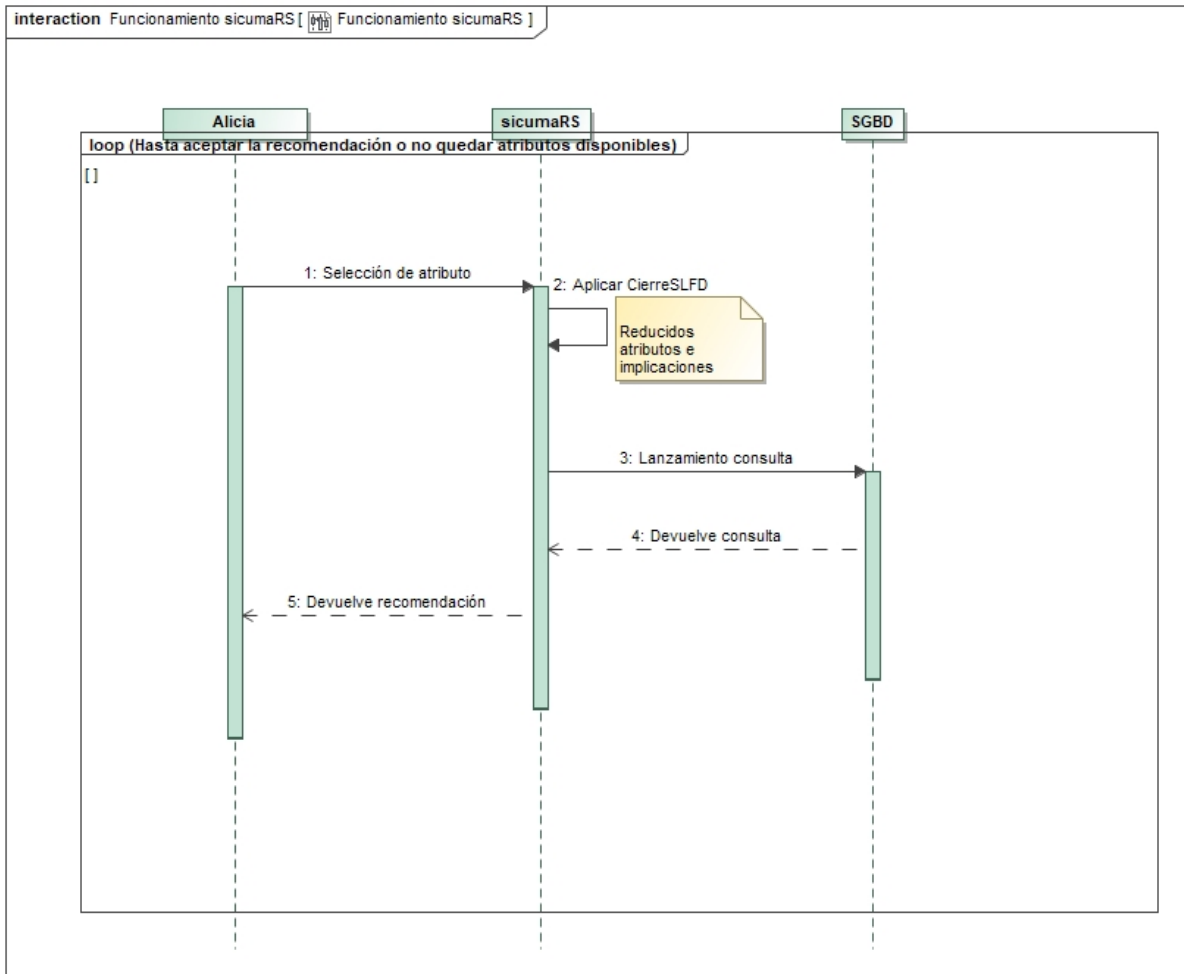 interaction Funcionamiento sicumaRS [ Funcionamiento sicumaRS ]
Alicia
sicumaRS
SGBD
loop (Hasta aceptar la recomendación o no quedar atributos disponibles)
[ ]
1: Selección de atributo
2: Aplicar CierreSLFD
Reducidos
atributos e
implicaciones
3: Lanzamiento consulta
4: Devuelve consulta
5: Devuelve recomendación